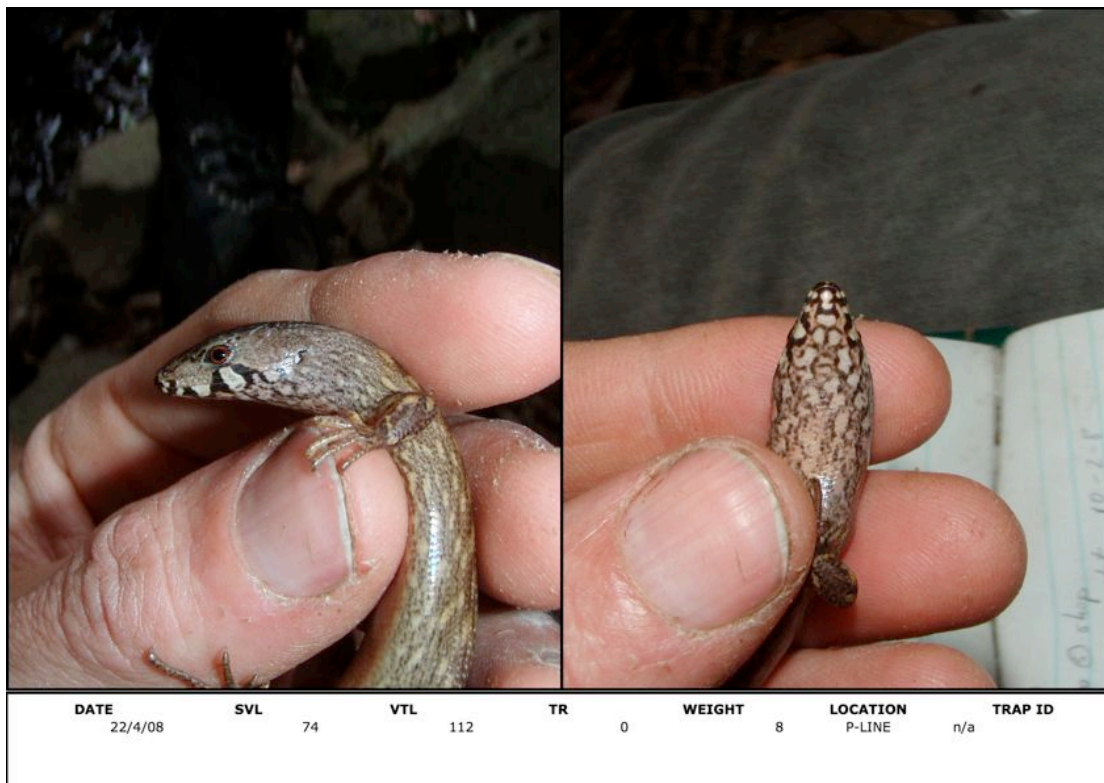 DATE SVL VTL TR WEIGHT LOCATION TRAP ID
22/4/08 74 112 0 8 P-LINE n/a